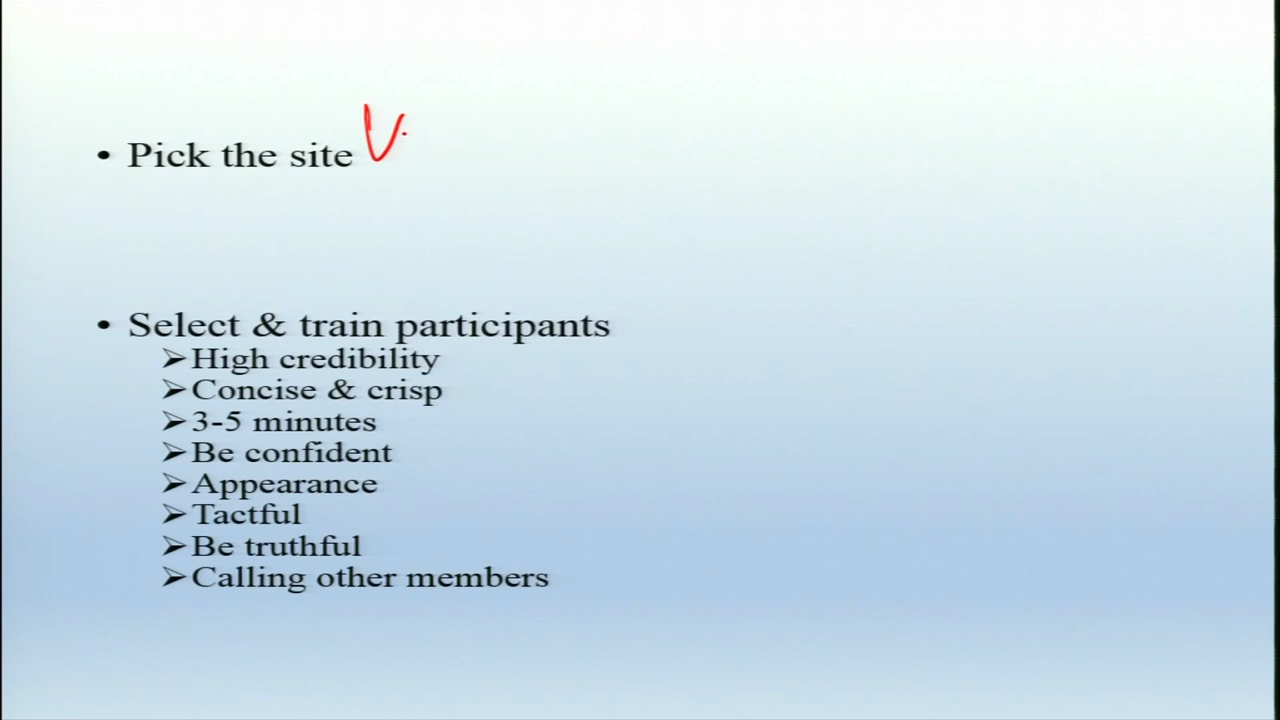 • Pick the site
• Select & train participants
➢High credibility
➢Concise & crisp
➢3-5 minutes
➢Be confident
➢Appearance
➢Tactful
➢Be truthful
➢Calling other members